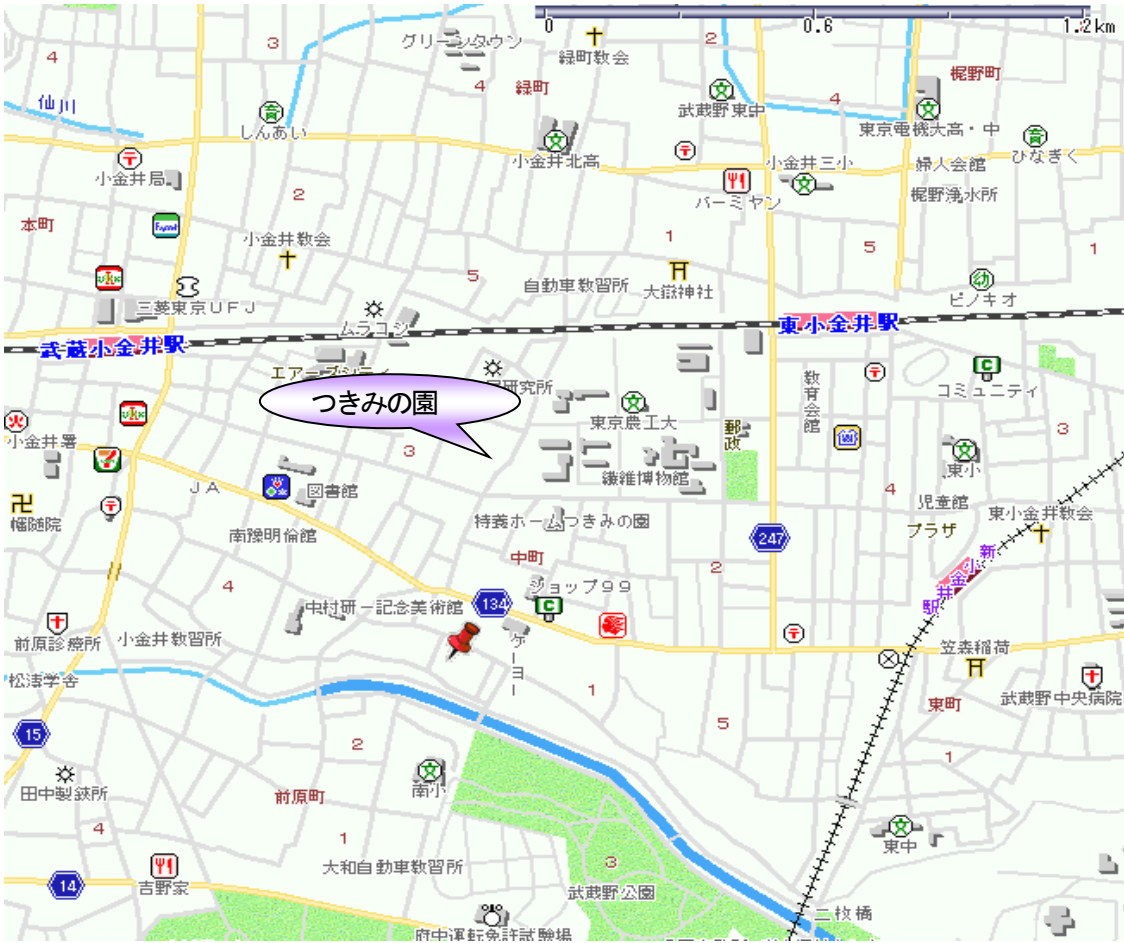 0 0.6 1.2km
グリーンタウン
緑町教会
2
3
4
4
緑町
梶野町
仙川
しんあい
武蔵野東中
4
東京電機大高・中
小金井北高
小金井三小
婦人会館
ひなぎく
小金井局
2
バーミヤン
梶野浄水所
本町
小金井教会
1
5
1
5
自動車教習所
大嶽神社
ピノキオ
三菱東京UFJ
ムラコシ
東小金井駅
武蔵小金井駅
教育会館
コミュニティ
つきみの園
東京農工大
郵政
小金井署
3
3
繊維博物館
東小
JA
図書館
4
児童館
幡随院
南豫明倫館
特養ホームつきみの園
東小金井教会
プラザ
247
中町
2
新小金井駅
4
ショップ99
中村研一記念美術館
134
前原診療所
小金井教習所
ケーヨー
笠森稲荷
松濤学舎
1
東町
武蔵野中央病院
15
5
2
1
田中製鋲所
前原町
南小
4
1
東中
14
吉野家
大和自動車教習所
3
武蔵野公園
二枚橋
府中運転免許試験場